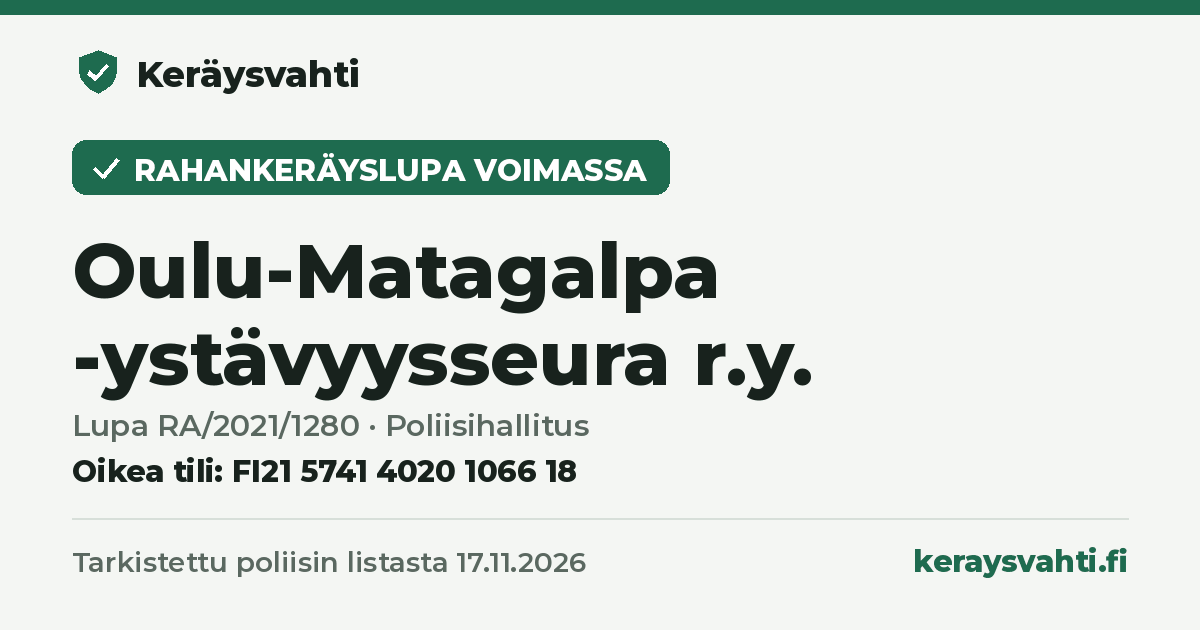 Keräysvahti
RAHANKERÄYSLUPA VOIMASSA
Oulu-Matagalpa
-ystävyysseura r.y.
Lupa RA/2021/1280 · Poliisihallitus
Oikea tili: FI21 5741 4020 1066 18
Tarkistettu poliisin listasta 17.11.2026
keraysvahti.fi